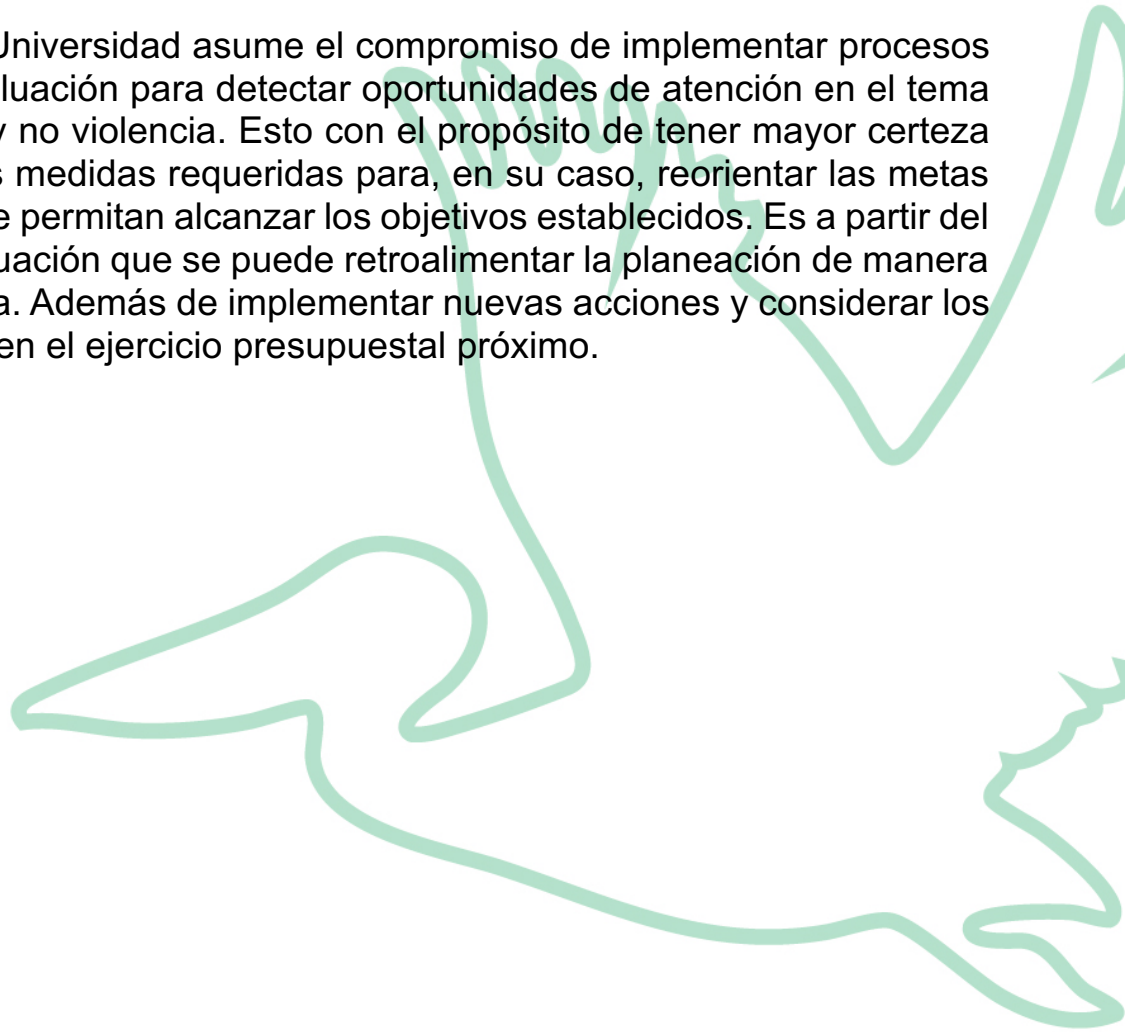 Universidad asume el compromiso de implementar procesos
luación para detectar oportunidades de atención en el tema
y no violencia. Esto con el propósito de tener mayor certeza
s medidas requeridas para, en su caso, reorientar las metas
e permitan alcanzar los objetivos establecidos. Es a partir del
uación que se puede retroalimentar la planeación de manera
a. Además de implementar nuevas acciones y considerar los
en el ejercicio presupuestal próximo.